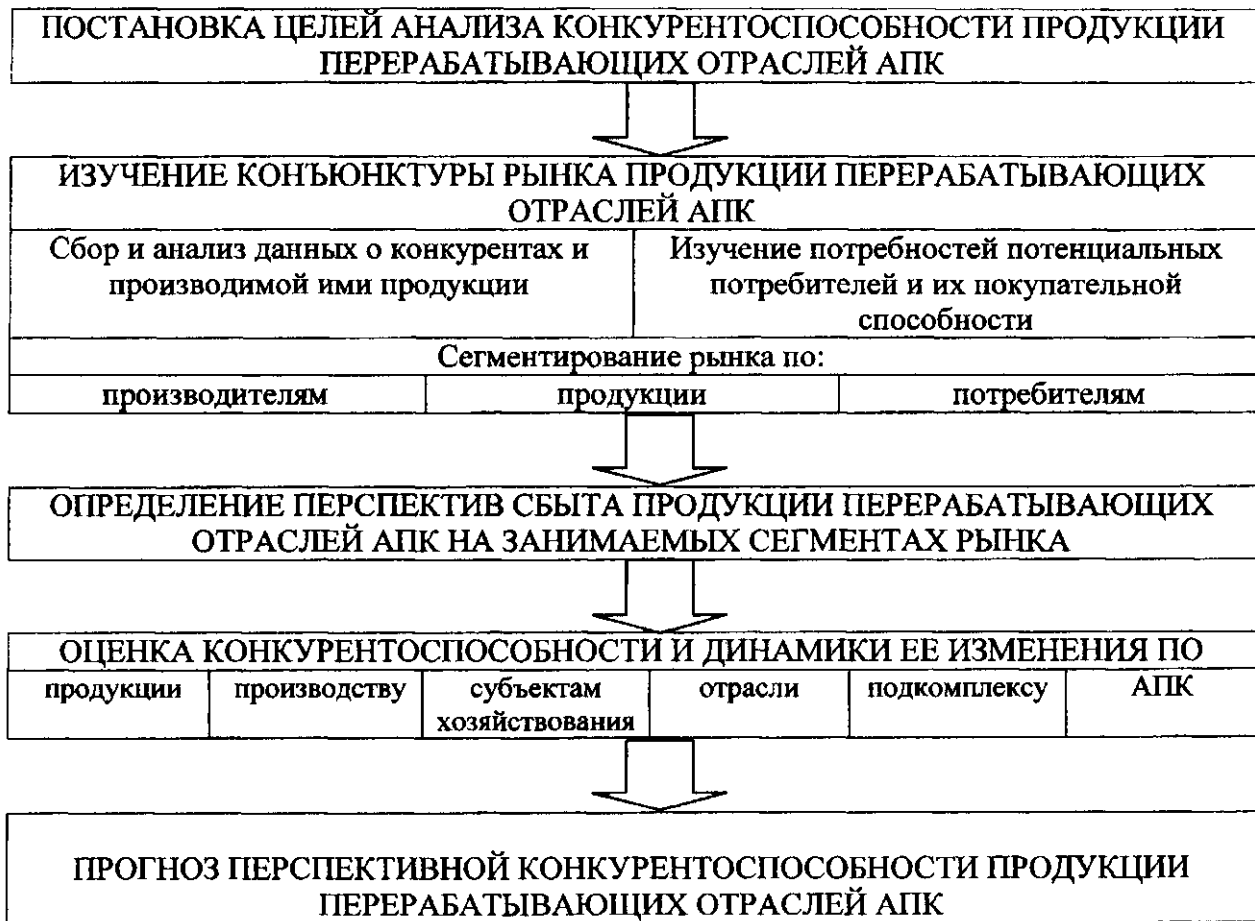 ПОСТАНОВКА ЦЕЛЕЙ АНАЛИЗА КОНКУРЕНТОСПОСОБНОСТИ ПРОДУКЦИИ
ПЕРЕРАБАТЫВАЮЩИХ ОТРАСЛЕЙ АПК
ИЗУЧЕНИЕ КОНЪЮНКТУРЫ РЫНКА ПРОДУКЦИИ ПЕРЕРАБАТЫВАЮЩИХ
ОТРАСЛЕЙ АПК
Сбор и анализ данных о конкурентах и
производимой ими продукции
Изучение потребностей потенциальных
потребителей и их покупательной
способности
Сегментирование рынка по:
производителям
продукции
потребителям
ОПРЕДЕЛЕНИЕ ПЕРСПЕКТИВ СБЫТА ПРОДУКЦИИ ПЕРЕРАБАТЫВАЮЩИХ
ОТРАСЛЕЙ АПК НА ЗАНИМАЕМЫХ СЕГМЕНТАХ РЫНКА
ОЦЕНКА КОНКУРЕНТОСПОСОБНОСТИ И ДИНАМИКИ ЕЕ ИЗМЕНЕНИЯ ПО
продукции
производству
субъектам
хозяйствования
отрасли
подкомплексу
АПК
ПРОГНОЗ ПЕРСПЕКТИВНОЙ КОНКУРЕНТОСПОСОБНОСТИ ПРОДУКЦИИ
ПЕРЕРАБАТЫВАЮЩИХ ОТРАСЛЕЙ АПК